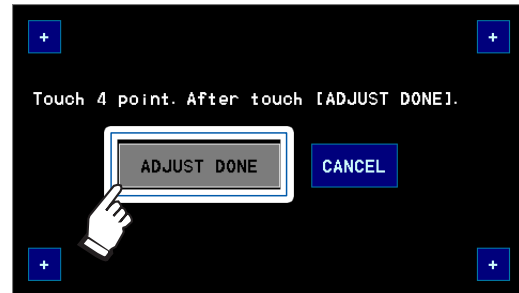 + +
Touch 4 point. After touch [ADJUST DONE].
ADJUST DONE CANCEL
+ +